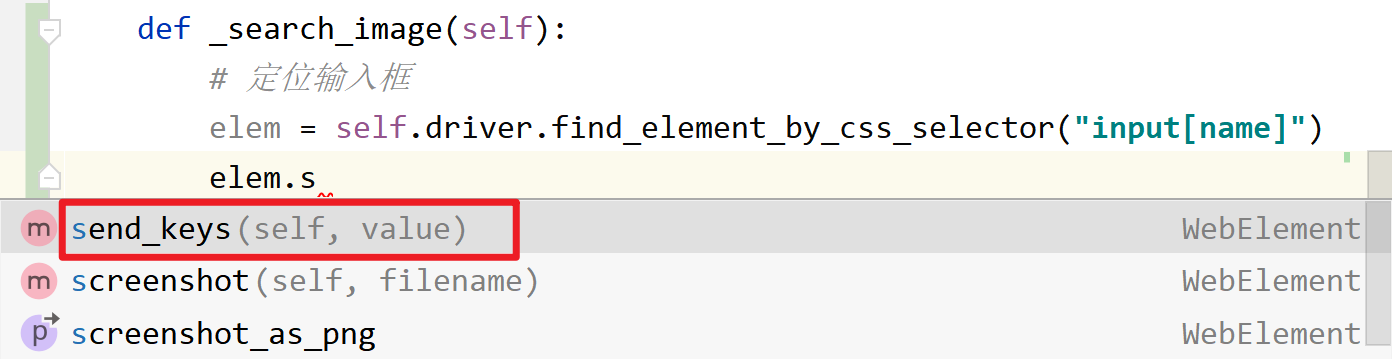 def _search_image(self):
# 定位输入框
elem = self.driver.find_element_by_css_selector("input[name]")
elem.s
m send_keys(self, value) WebElement
m screenshot(self, filename) WebElement
p screenshot_as_png WebElement